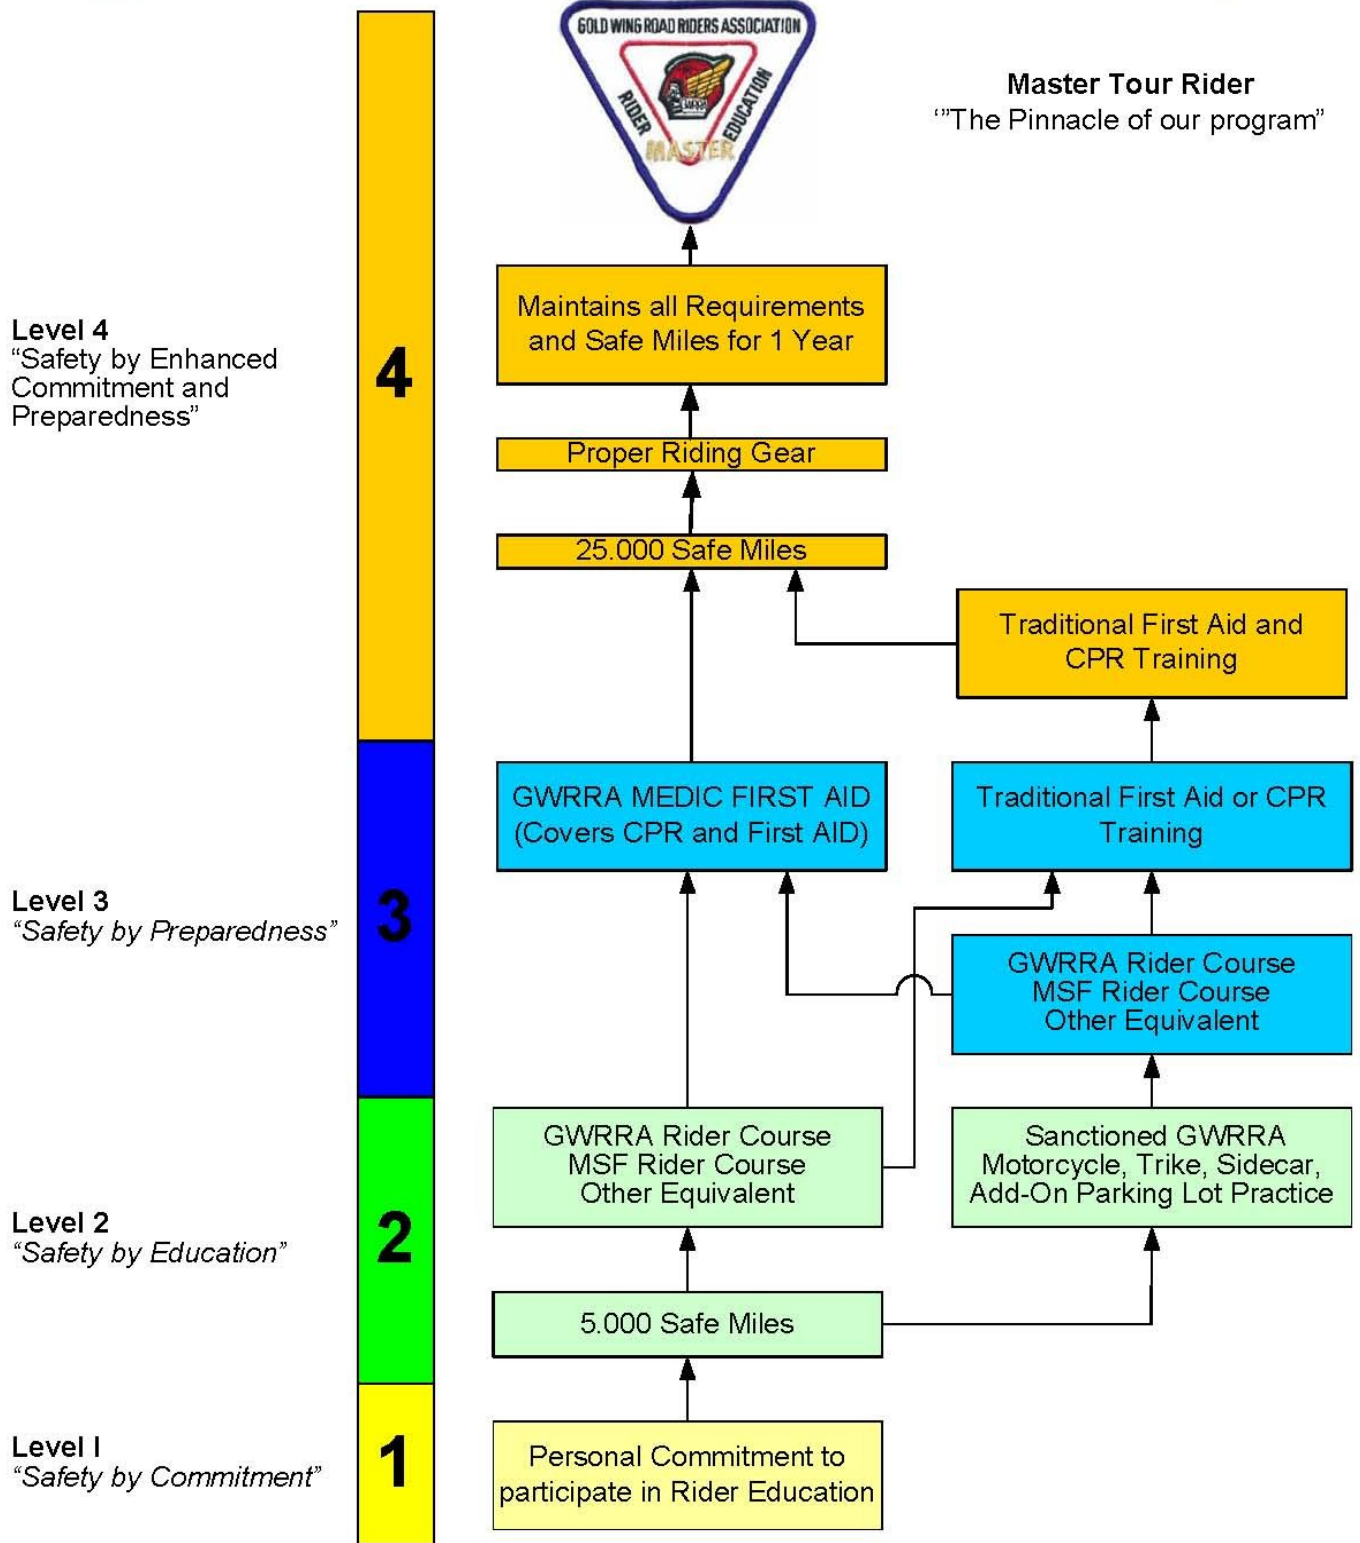 GOLD WING ROAD RIDERS ASSOCIATION
RIDER
EDUCATION
GWRRA
MASTER
Master Tour Rider
‘”The Pinnacle of our program”
Level 4
“Safety by Enhanced
Commitment and
Preparedness”
4
Maintains all Requirements
and Safe Miles for 1 Year
Proper Riding Gear
25.000 Safe Miles
Traditional First Aid and
CPR Training
Level 3
“Safety by Preparedness”
3
GWRRA MEDIC FIRST AID
(Covers CPR and First AID)
Traditional First Aid or CPR
Training
GWRRA Rider Course
MSF Rider Course
Other Equivalent
Level 2
“Safety by Education”
2
GWRRA Rider Course
MSF Rider Course
Other Equivalent
Sanctioned GWRRA
Motorcycle, Trike, Sidecar,
Add-On Parking Lot Practice
5.000 Safe Miles
Level I
“Safety by Commitment”
1
Personal Commitment to
participate in Rider Education